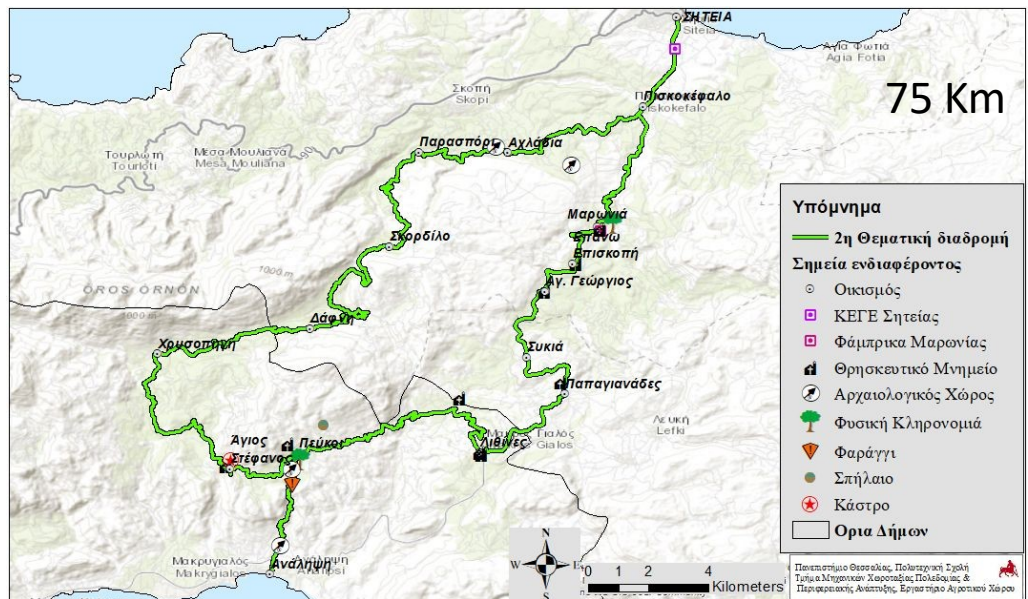 ΣΗΤΕΙΑ
Siteia
Αγία Φωτιά
Agia Fotia
75 Km
Σκοπή
Skopi
Πισκοκέφαλο
Piskokefalo
Παρασπόρι
Αχλάδια
Τουρλωτή
Tourloti
Μέσα Μουλιανά
Mesa Mouliana
Μαρωνιά
Επάνω
Επισκοπή
Σκορδίλο
1000 m
Αγ. Γεώργιος
OROS ORNON
1000 m
Δάφνη
Χρυσοπηγή
Συκιά
Παπαγιανάδες
Άγιος
Στέφανος
Πεύκοι
Γιαλός
Gialos
Λιθίνες
Λευκή
Lefki
Μακρυγιαλός
Makrygialos
Ανάληψη
Analipsi
Υπόμνημα
2η Θεματική διαδρομή
Σημεία ενδιαφέροντος
Οικισμός
ΚΕΓΕ Σητείας
Φάμπρικα Μαρωνίας
Θρησκευτικό Μνημείο
Αρχαιολογικός Χώρος
Φυσική Κληρονομιά
Φαράγγι
Σπήλαιο
Κάστρο
Όρια Δήμων
N
W
E
S
0 1 2 4
Kilometers
Πανεπιστήμιο Θεσσαλίας, Πολυτεχνική Σχολή
Τμήμα Μηχανικών Χωροταξίας Πολεοδομίας &
Περιφερειακής Ανάπτυξης, Εργαστήριο Αγροτικού Χώρου